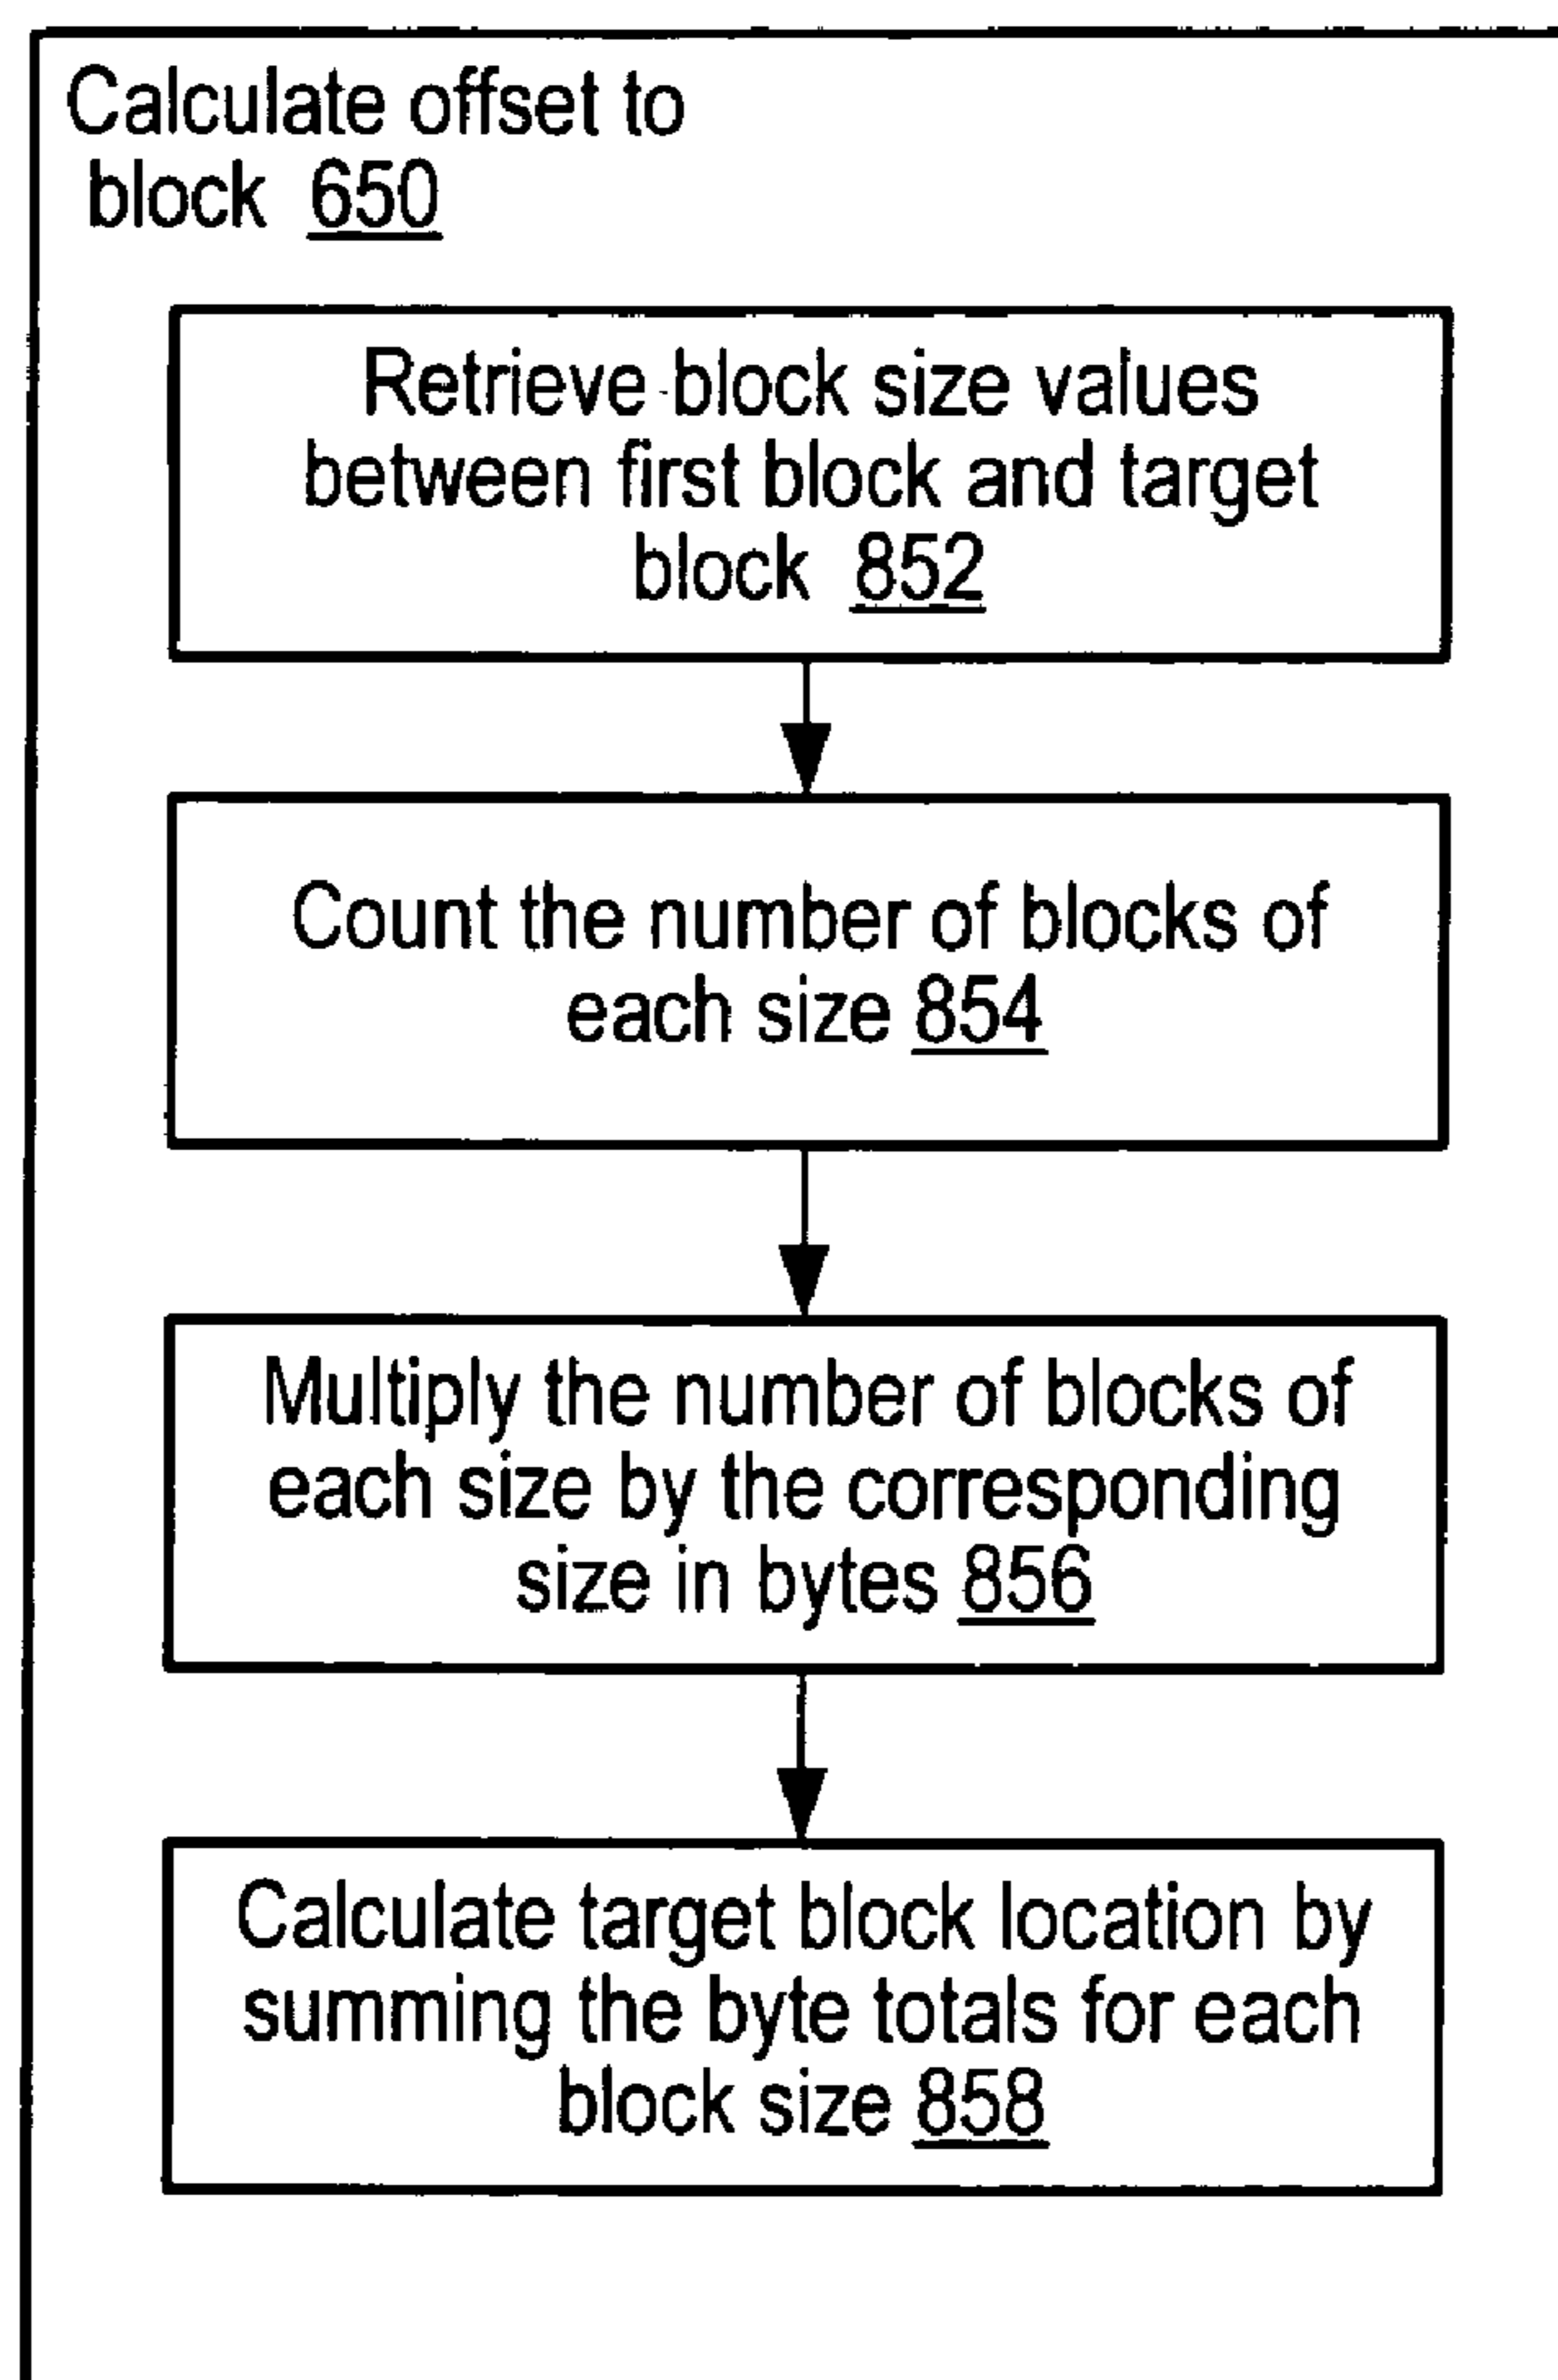 Calculate offset to
block 650
Retrieve block size values
between first block and target
block 852
Count the number of blocks of
each size 854
Multiply the number of blocks of
each size by the corresponding
size in bytes 856
Calculate target block location by
summing the byte totals for each
block size 858